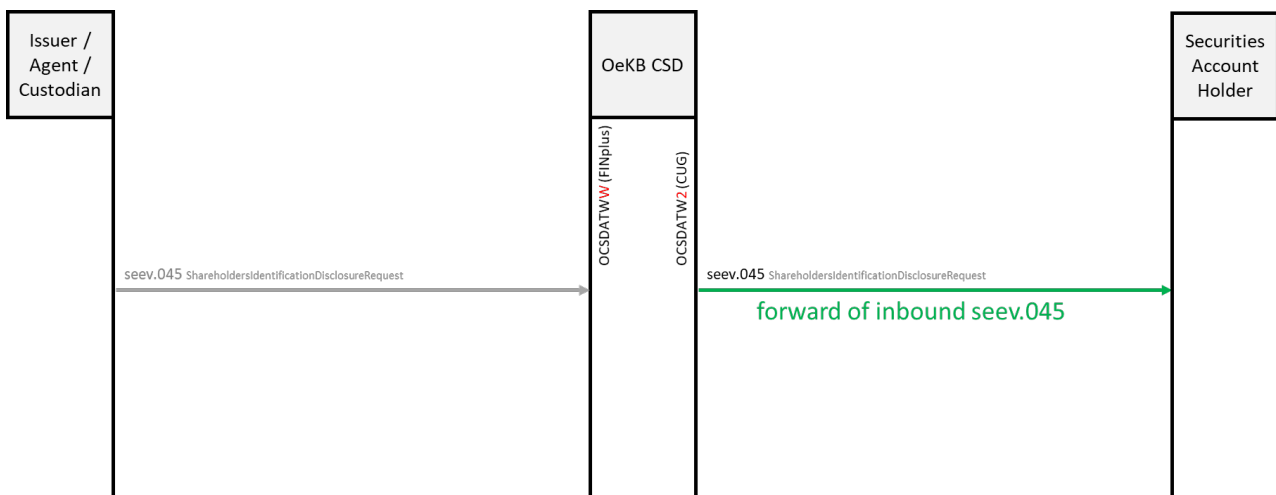 Issuer /
Agent /
Custodian
OeKB CSD
Securities
Account
Holder
OCSDATWW (FINplus)
OCSDATW2 (CUG)
seev.045 ShareholdersIdentificationDisclosureRequest
seev.045 ShareholdersIdentificationDisclosureRequest
forward of inbound seev.045